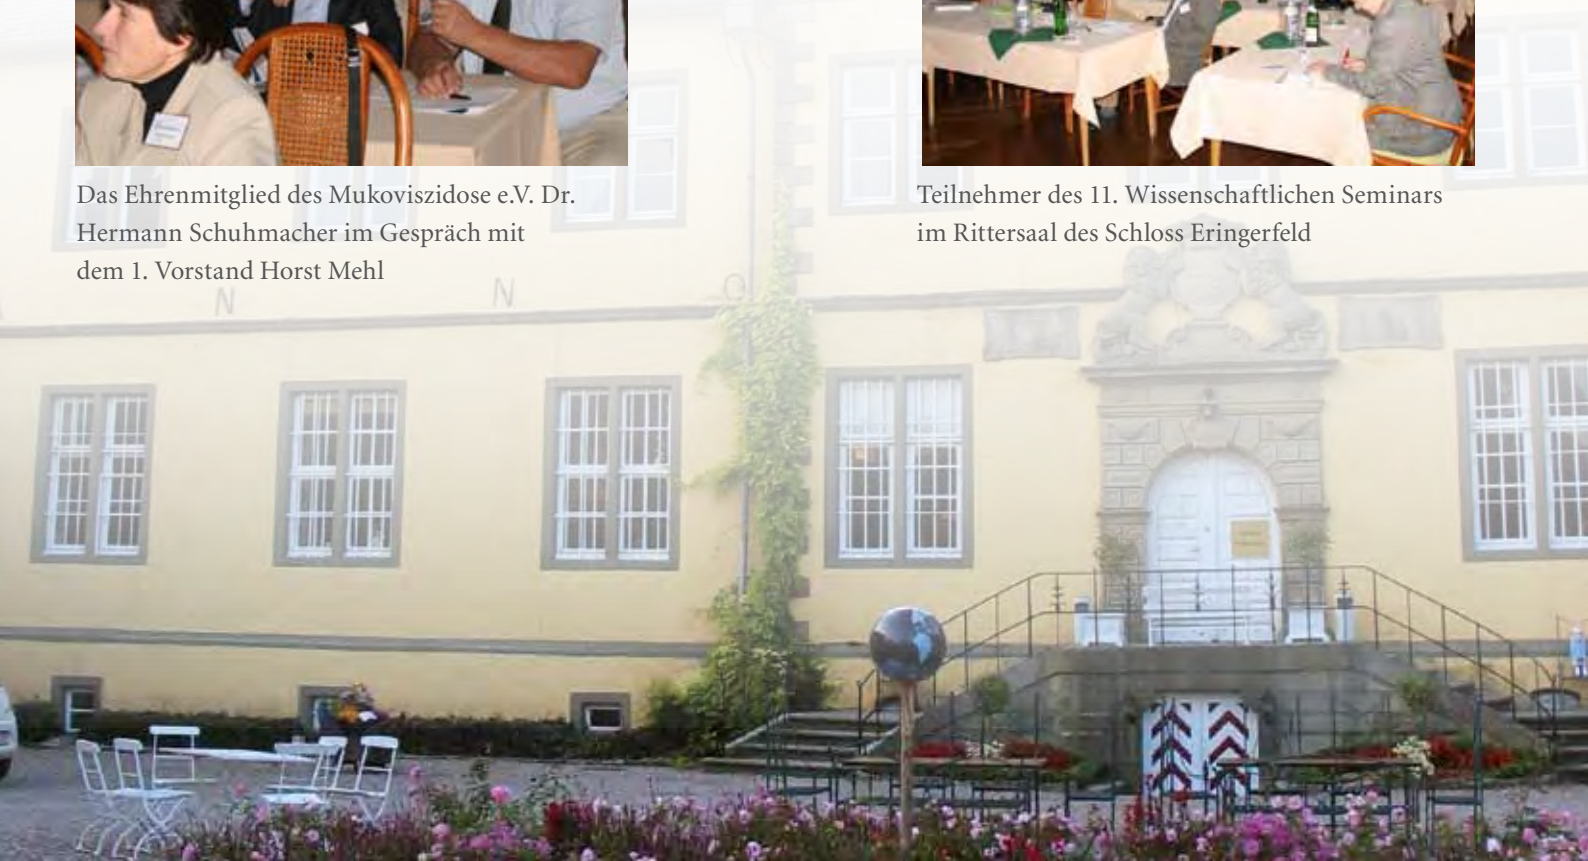 Das Ehrenmitglied des Mukoviszidose e.V. Dr.
Hermann Schuhmacher im Gespräch mit
dem 1. Vorstand Horst Mehl
Teilnehmer des 11. Wissenschaftlichen Seminars
im Rittersaal des Schloss Eringerfeld
N N O